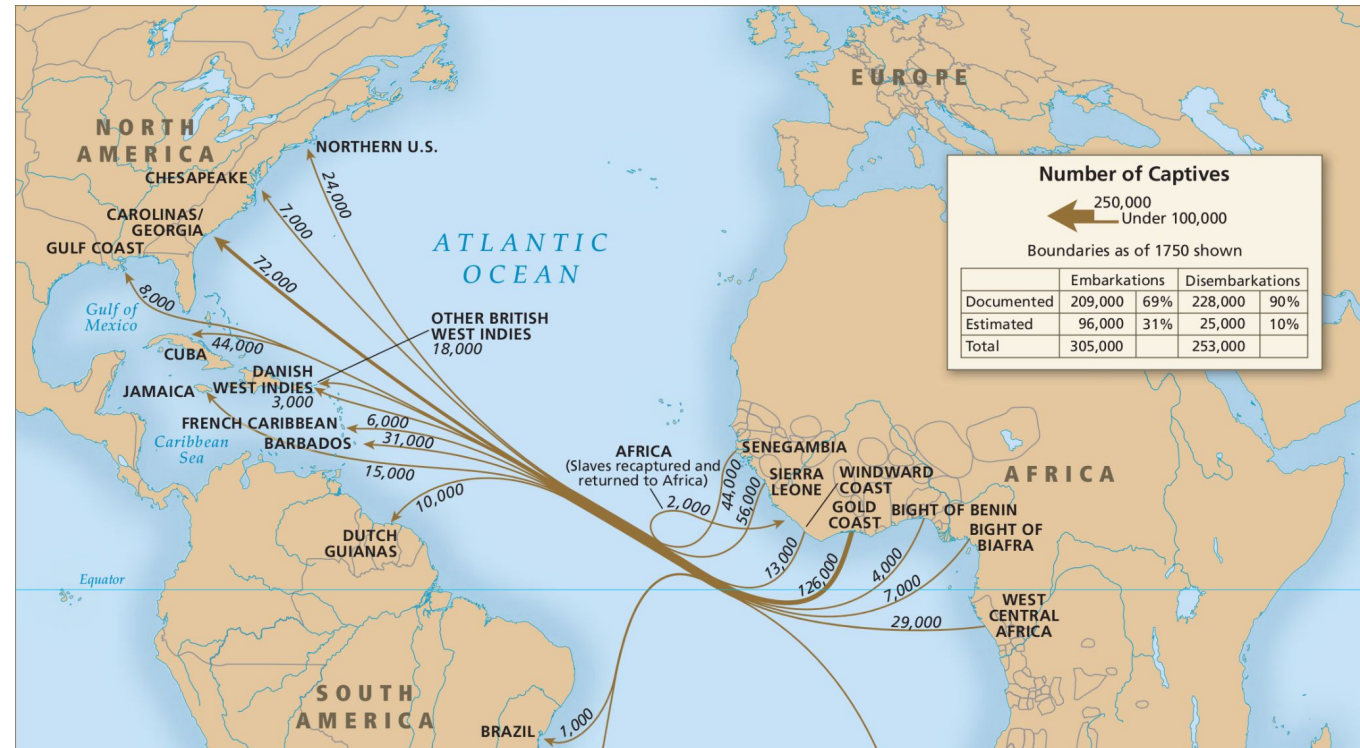 EUROPE
NORTH
AMERICA
NORTHERN U.S.
CHESAPEAKE
CAROLINAS/
GEORGIA
GULF COAST
24,000
7,000
72,000
8,000
ATLANTIC
OCEAN
Number of Captives
250,000
Under 100,000
Boundaries as of 1750 shown
Embarkations Disembarkations
Documented 209,000 69% 228,000 90%
Estimated 96,000 31% 25,000 10%
Total 305,000 253,000
Gulf of
Mexico
44,000
CUBA
OTHER BRITISH
WEST INDIES
18,000
DANISH
WEST INDIES
3,000
JAMAICA
FRENCH CARIBBEAN
6,000
BARBADOS
31,000
Caribbean
Sea
15,000
10,000
DUTCH
GUIANAS
AFRICA
(Slaves recaptured and
returned to Africa)
2,000
SENEGAMBIA
44,000
SIERRA
LEONE
56,000
WINDWARD
COAST
GOLD
COAST
BIGHT OF BENIN
BIGHT OF
BIAFRA
AFRICA
13,000
126,000
4,000
7,000
29,000
WEST
CENTRAL
AFRICA
Equator
SOUTH
AMERICA
BRAZIL
1,000